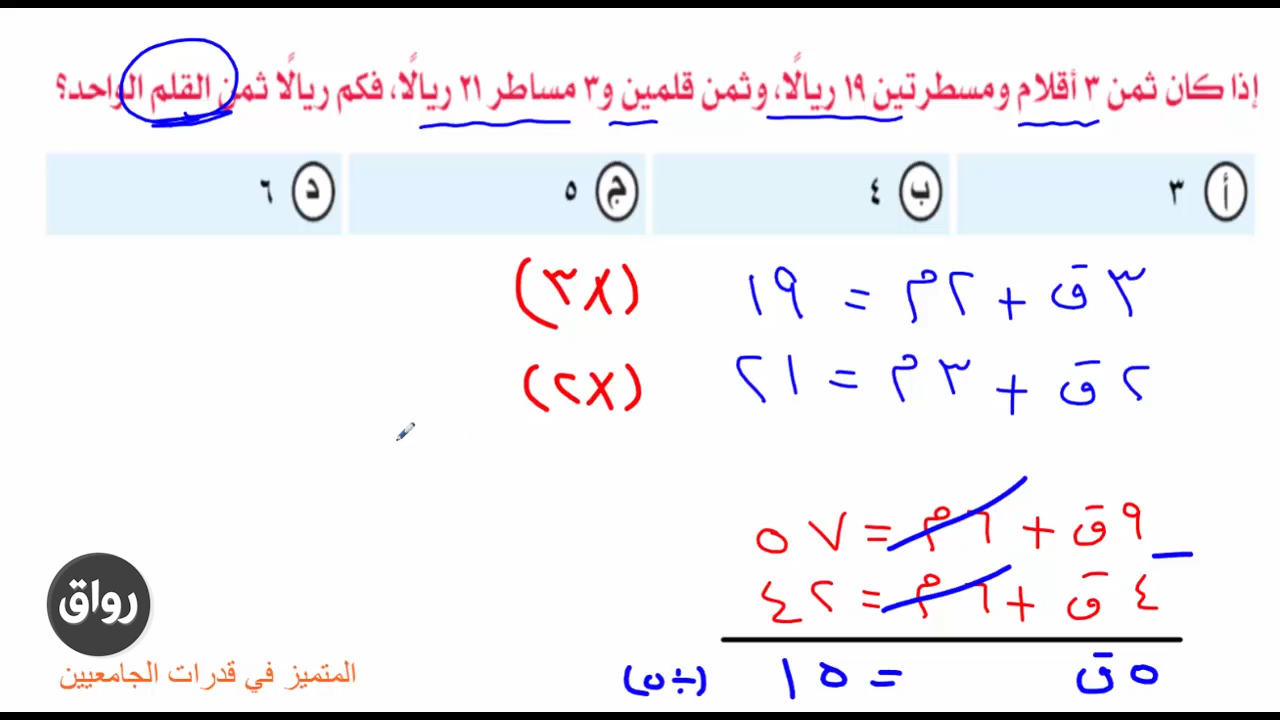 إذا كان ثمن ٣ أقلام ومسطرتين ١٩ ريالًا، وثمن قلمين و٣ مساطر ٢١ ريالًا، فكم ريالًا ثمن القلم الواحد؟
أ ٣
ب ٤
ج ٥
د ٦
٣ق + ٢م = ١٩ (×٣)
٢ق + ٣م = ٢١ (×٢)
٩ق + ٦م = ٥٧
-
٤ق + ٦م = ٤٢
٥ق = ١٥ (÷٥)
رواق
المتميز في قدرات الجامعيين